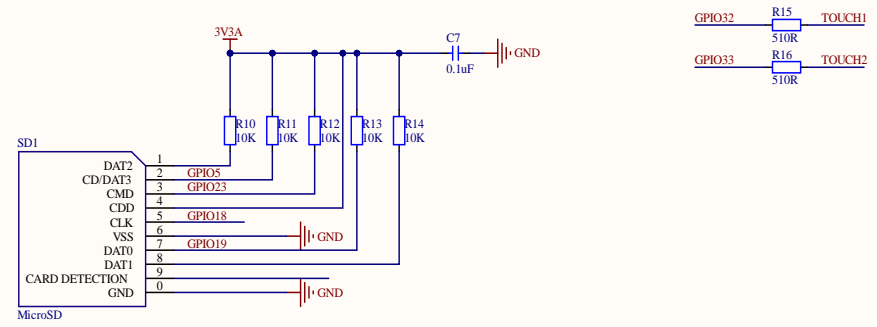 GPIO32 R15 TOUCH1
510R
GPIO33 R16 TOUCH2
510R
3V3A
C7
GND
0.1uF
R10 R11 R12 R13 R14
10K 10K 10K 10K 10K
SD1
DAT2 1
CD/DAT3 2 GPIO5
CMD 3 GPIO23
CDD 4
CLK 5 GPIO18
VSS 6 GND
DAT0 7 GPIO19
DAT1 8
CARD DETECTION 9
GND 0 GND
MicroSD